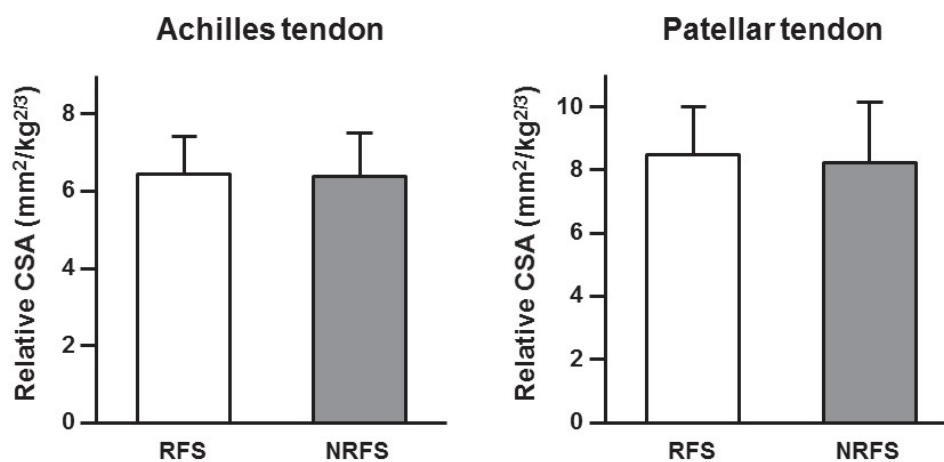 Achilles tendon
Relative CSA (mm²/kg²/³)
8
6
4
2
0
RFS NRFS
Patellar tendon
Relative CSA (mm²/kg²/³)
10
8
6
4
2
0
RFS NRFS